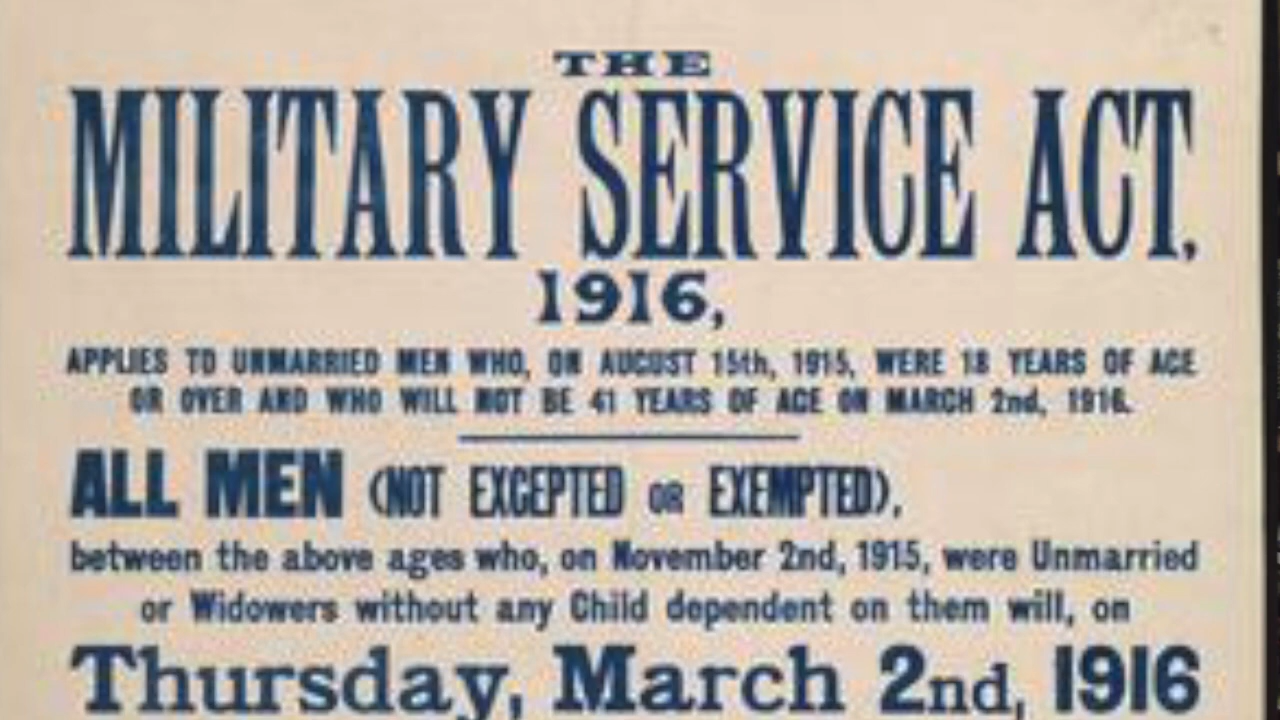 THE
MILITARY SERVICE ACT,
1916,
APPLIES TO UNMARRIED MEN WHO, ON AUGUST 15th, 1915, WERE 18 YEARS OF AGE
OR OVER AND WHO WILL NOT BE 41 YEARS OF AGE ON MARCH 2nd, 1916.
ALL MEN (NOT EXCEPTED OR EXEMPTED),
between the above ages who, on November 2nd, 1915, were Unmarried
or Widowers without any Child dependent on them will, on
Thursday, March 2nd, 1916